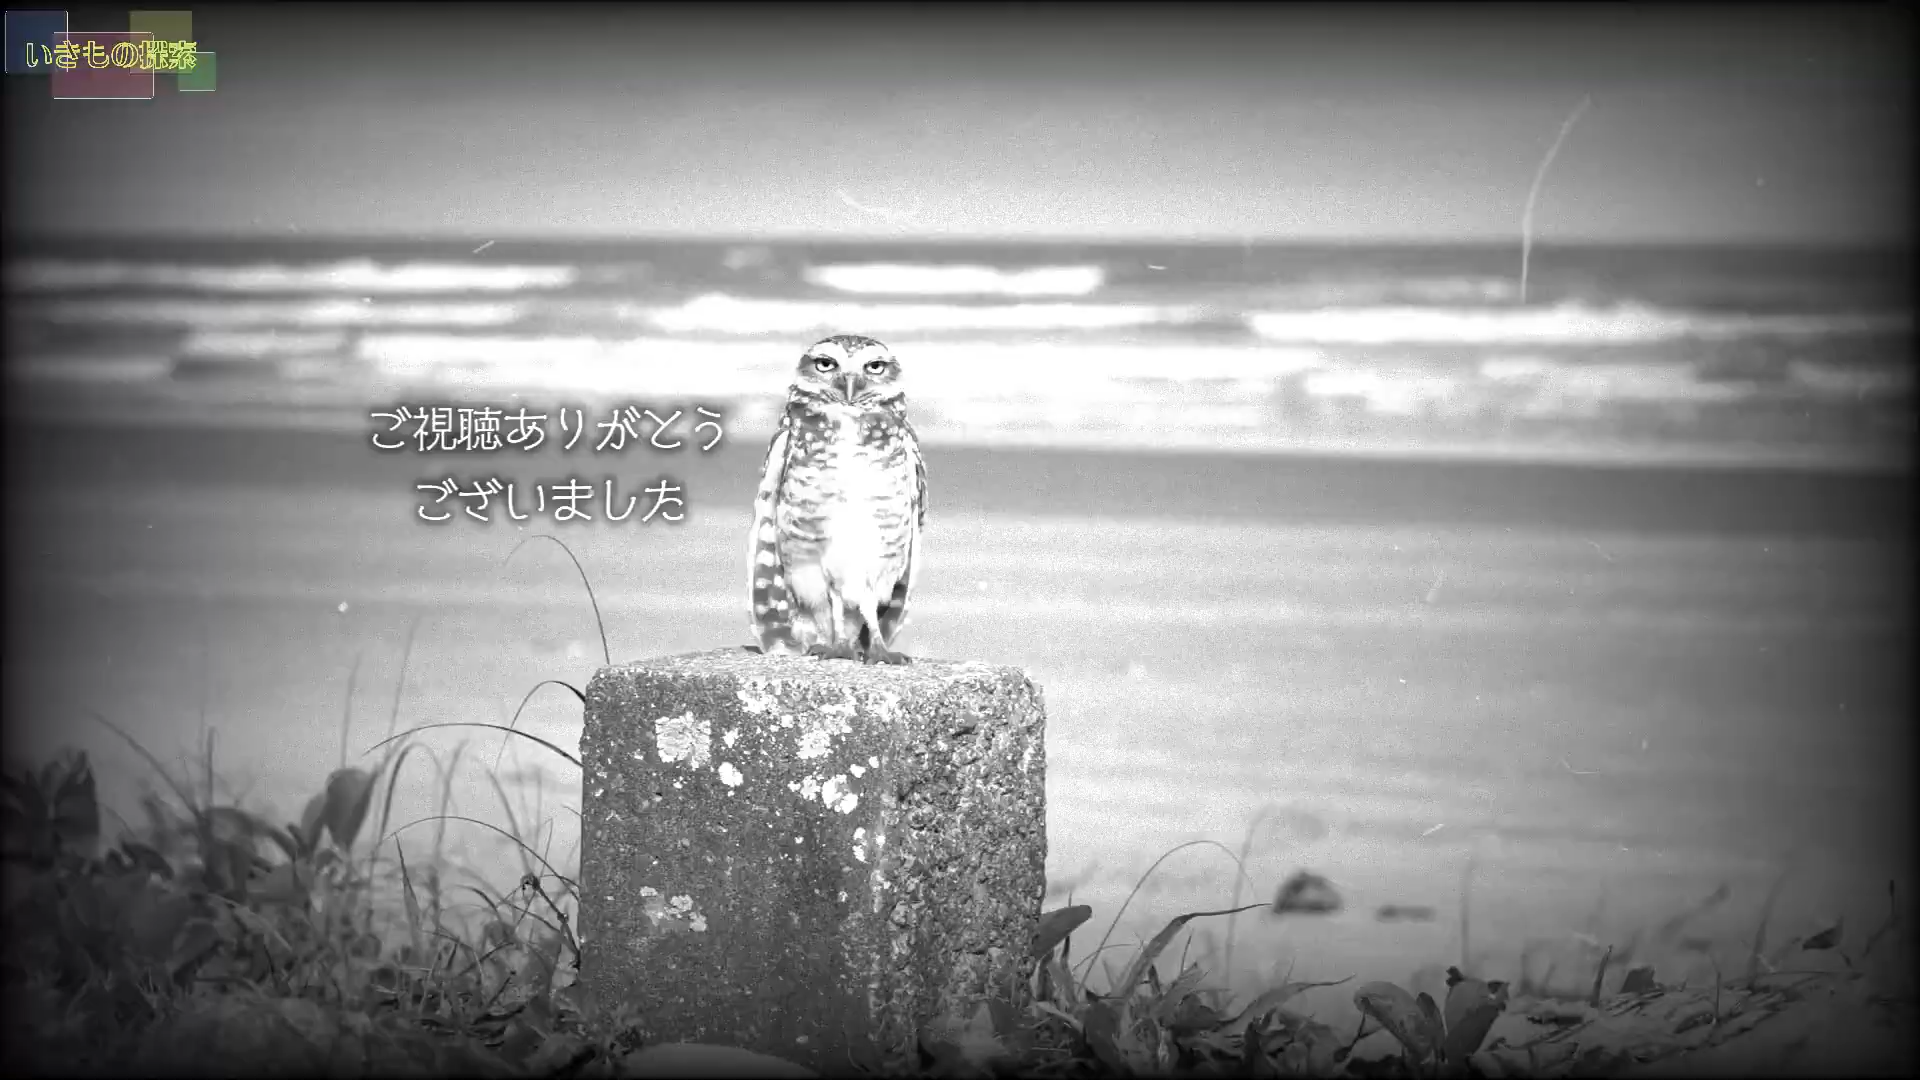 いきもの探索
ご視聴ありがとう
ございました